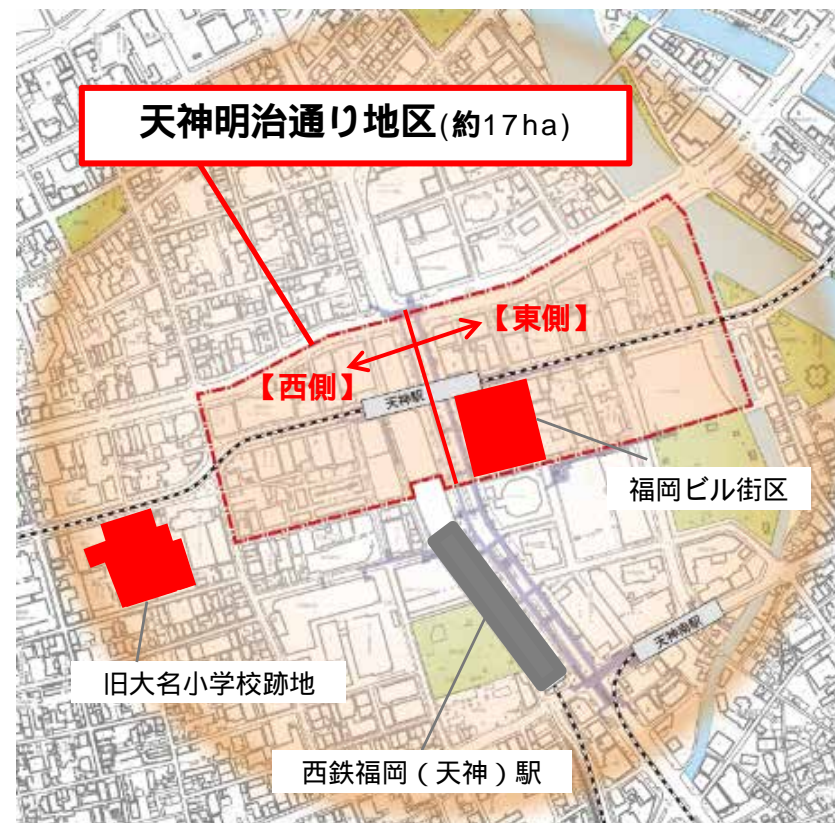 天神明治通り地区(約17ha)
【東側】
【西側】
天神駅
福岡ビル街区
天神南駅
旧大名小学校跡地
西鉄福岡(天神)駅